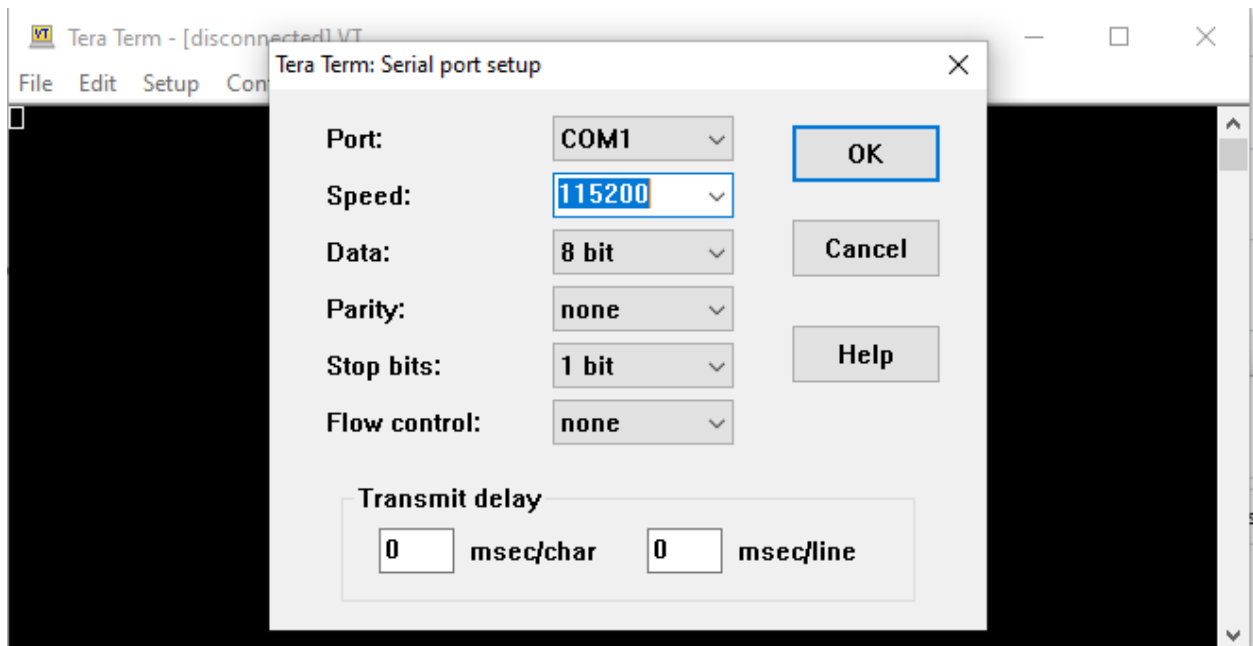 VT Tera Term - [disconnected] VT
Tera Term: Serial port setup
File Edit Setup Con
Port: COM1
OK
Speed: 115200
Data: 8 bit
Cancel
Parity: none
Stop bits: 1 bit
Help
Flow control: none
Transmit delay
0 msec/char 0 msec/line